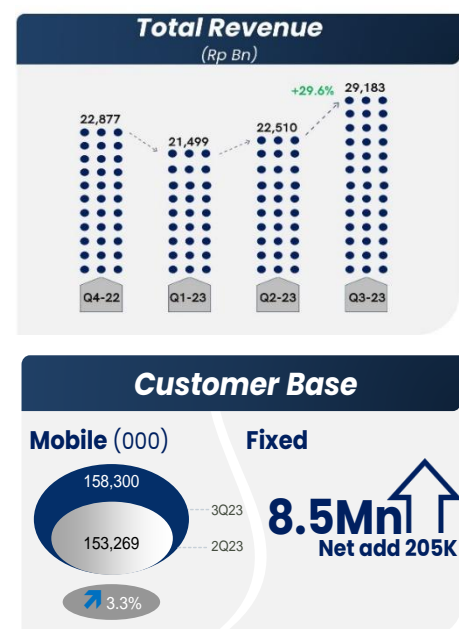 Total Revenue
(Rp Bn)
+29.6% 29,183
22,877
22,510
21,499
Q4-22 Q1-23 Q2-23 Q3-23
Customer Base
Mobile (000)
Fixed
158,300
3Q23
153,269
2Q23
3.3%
8.5Mn
Net add 205K